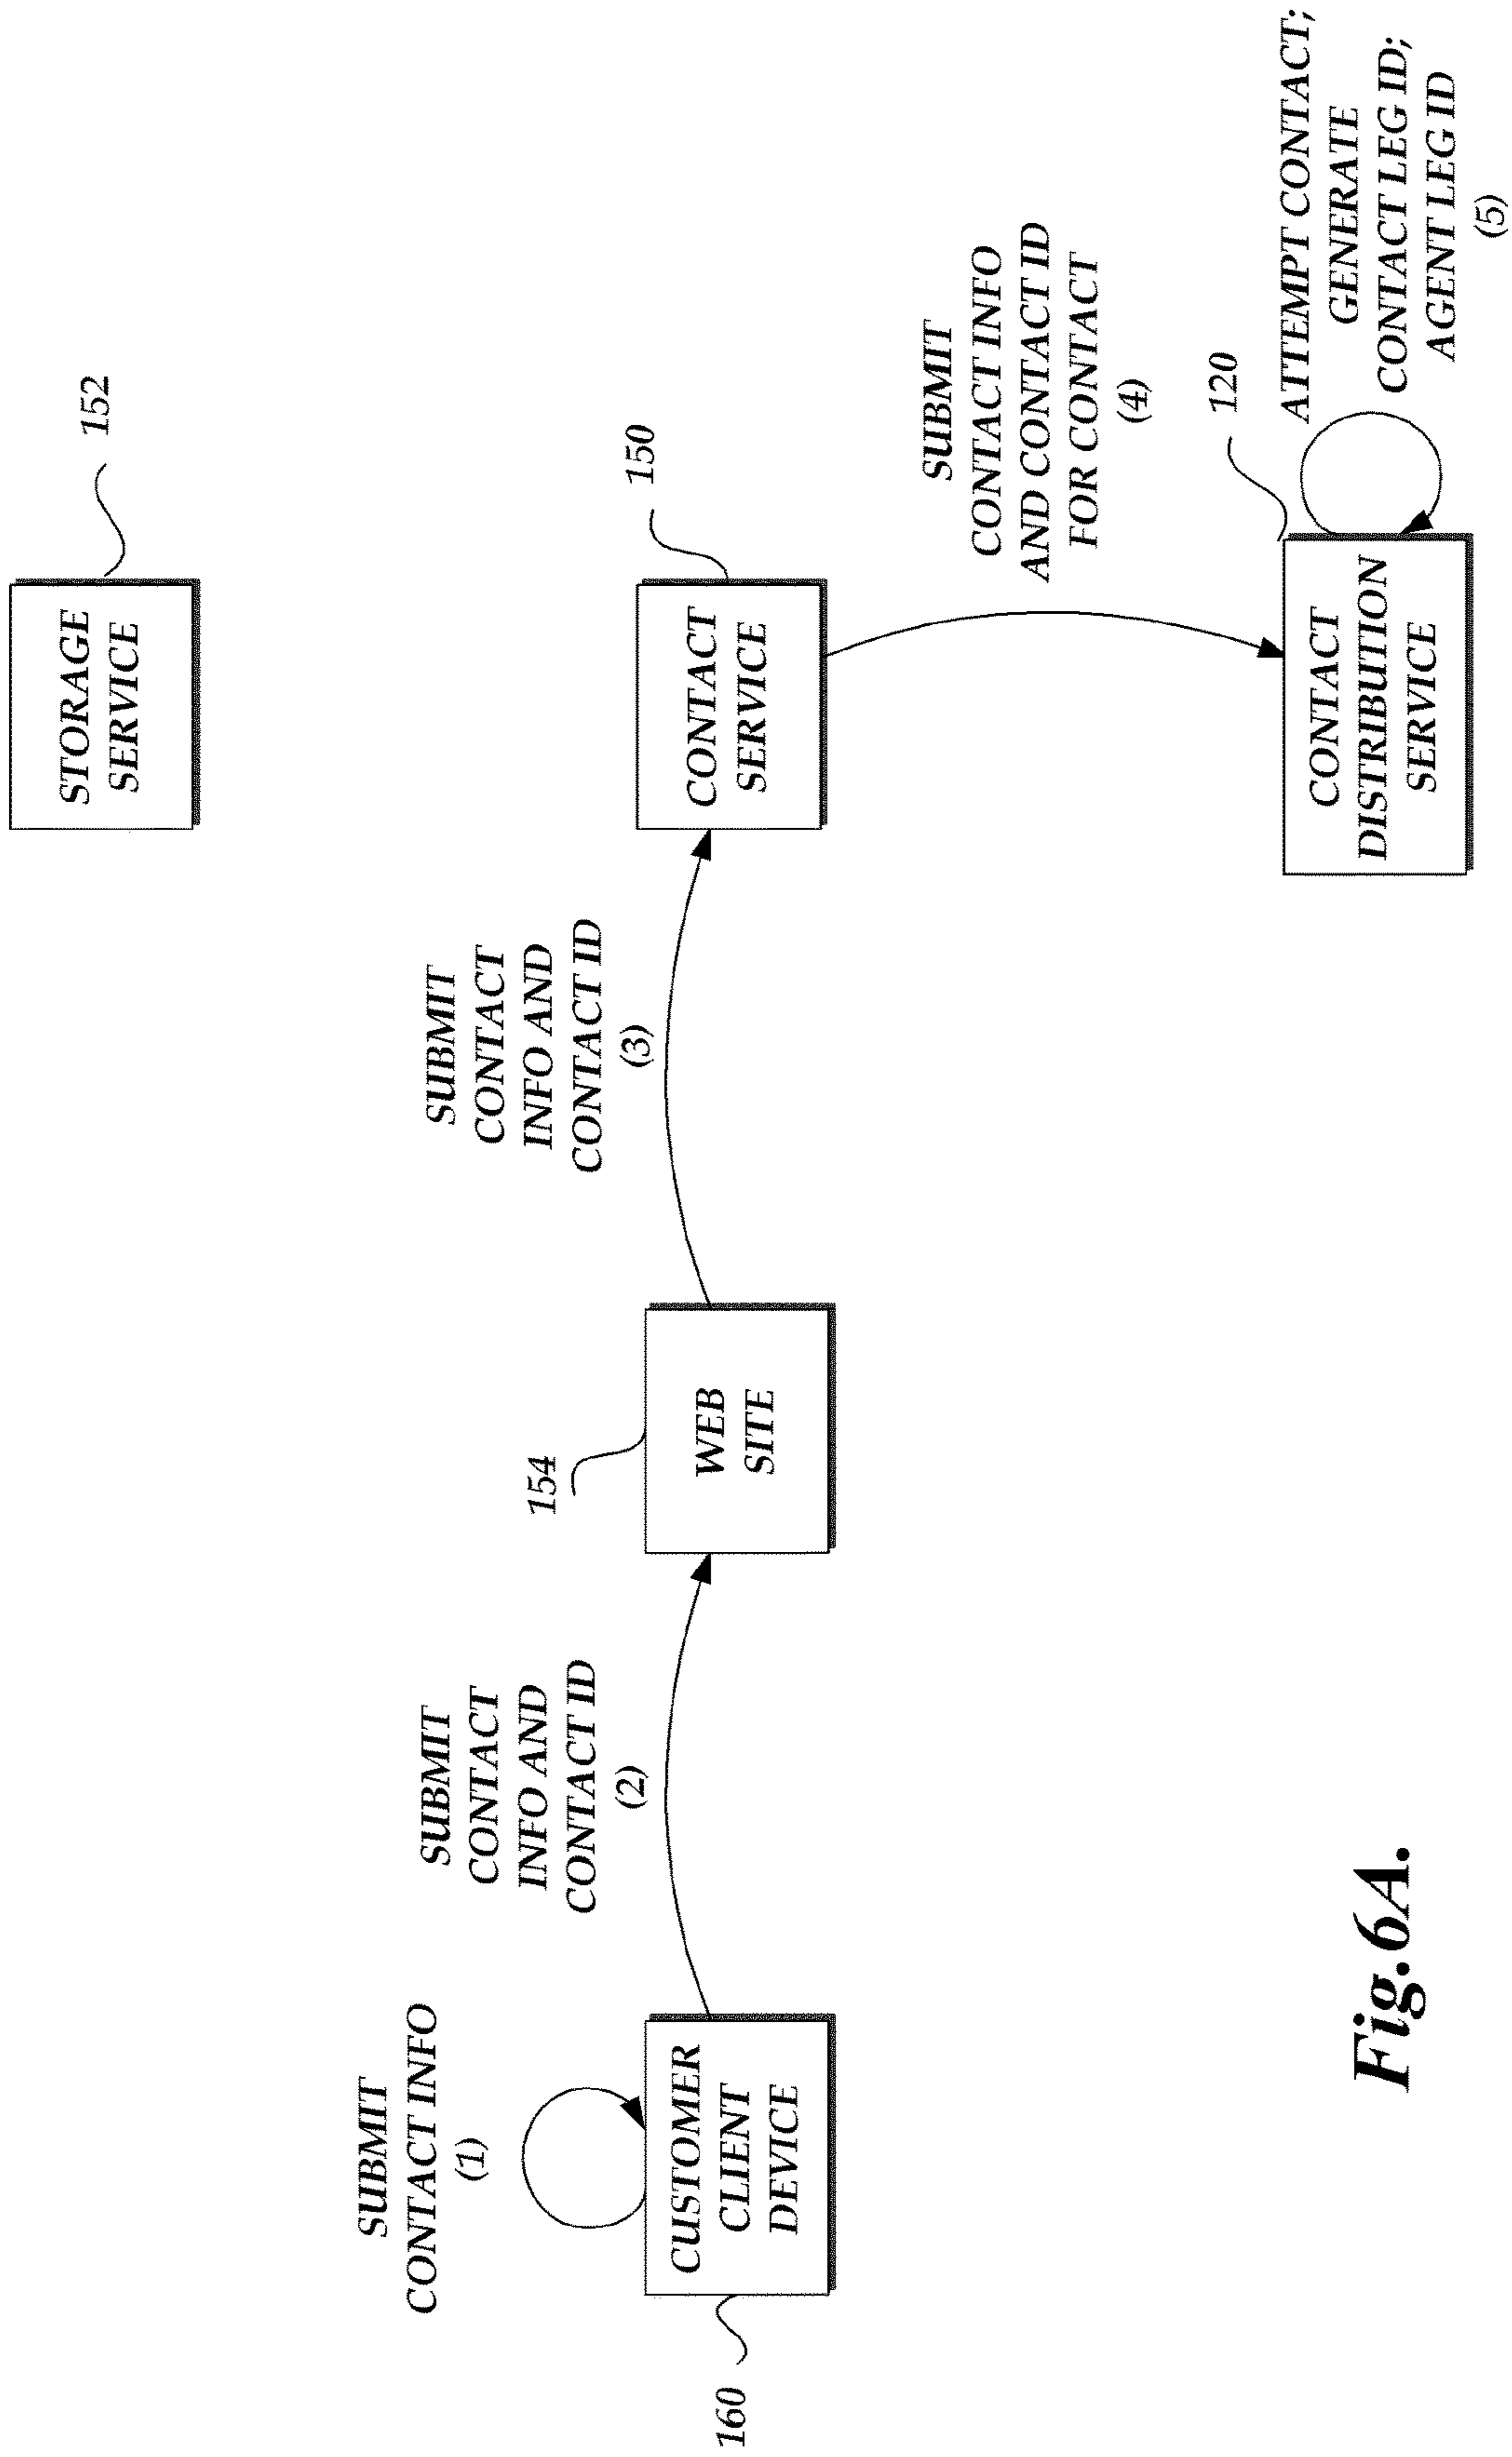 152
STORAGE
SERVICE
SUBMIT
CONTACT INFO
(1)
160
CUSTOMER
CLIENT
DEVICE
SUBMIT
CONTACT
INFO AND
CONTACT ID
(2)
154
WEB
SITE
SUBMIT
CONTACT
INFO AND
CONTACT ID
(3)
150
CONTACT
SERVICE
SUBMIT
CONTACT INFO
AND CONTACT ID
FOR CONTACT
(4)
120
CONTACT
DISTRIBUTION
SERVICE
ATTEMPT CONTACT;
GENERATE
CONTACT LEG ID;
AGENT LEG ID
(5)
Fig.6A.